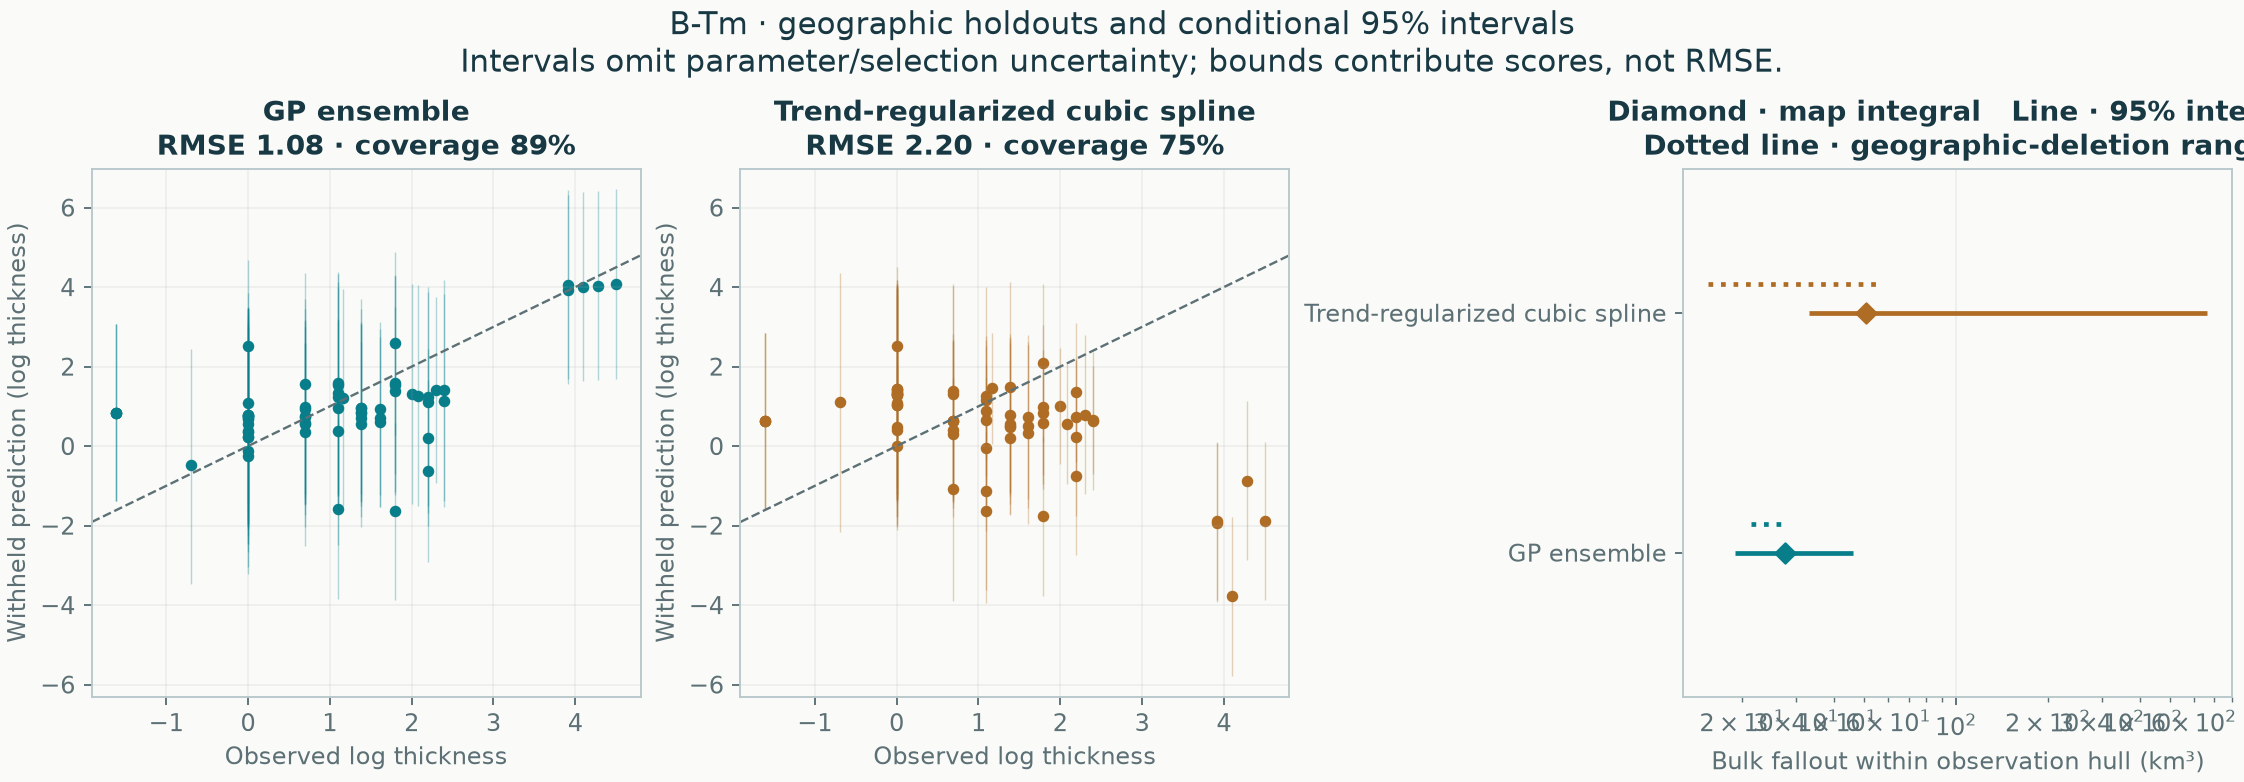 B-Tm · geographic holdouts and conditional 95% intervals
Intervals omit parameter/selection uncertainty; bounds contribute scores, not RMSE.
GP ensemble
RMSE 1.08 · coverage 89%
Withheld prediction (log thickness)
6
4
2
0
−2
−4
−6
−1 0 1 2 3 4
Observed log thickness
Trend-regularized cubic spline
RMSE 2.20 · coverage 75%
Withheld prediction (log thickness)
6
4
2
0
−2
−4
−6
−1 0 1 2 3 4
Observed log thickness
Diamond · map integral Line · 95% inte
Dotted line · geographic-deletion rang
Trend-regularized cubic spline
GP ensemble
10²
Bulk fallout within observation hull (km³)